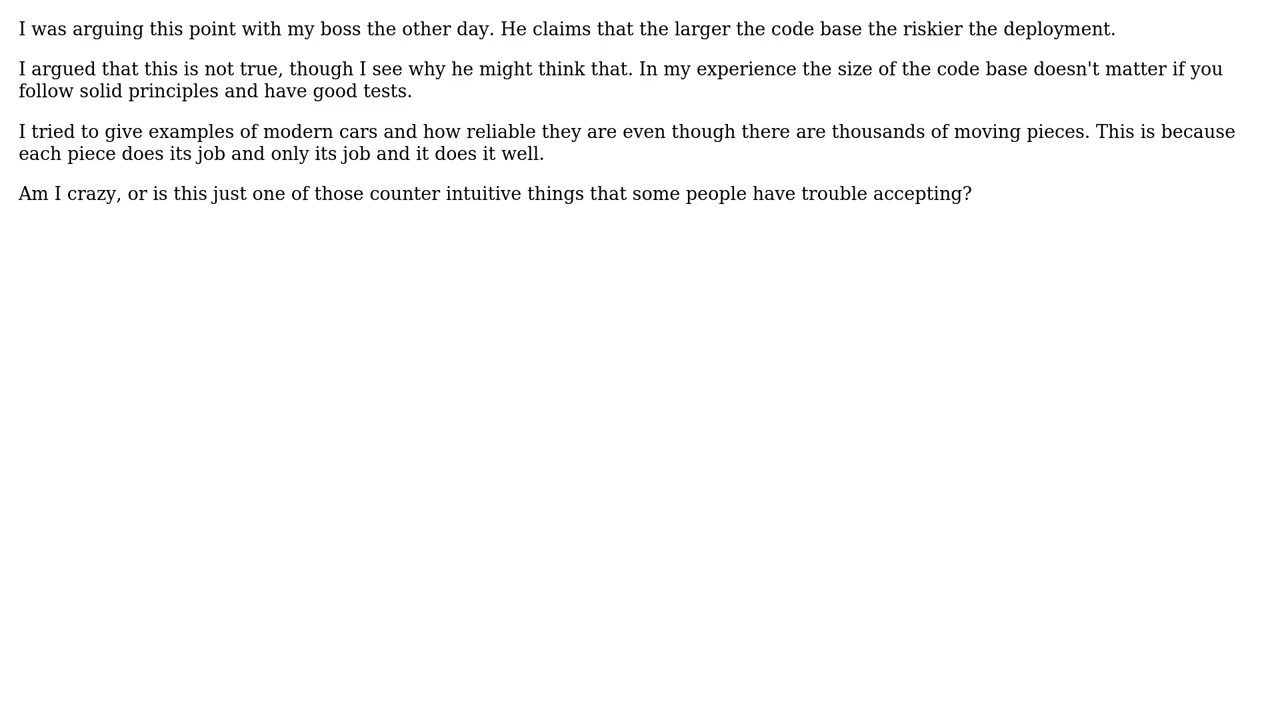 I was arguing this point with my boss the other day. He claims that the larger the code base the riskier the deployment.
I argued that this is not true, though I see why he might think that. In my experience the size of the code base doesn't matter if you
follow solid principles and have good tests.
I tried to give examples of modern cars and how reliable they are even though there are thousands of moving pieces. This is because
each piece does its job and only its job and it does it well.
Am I crazy, or is this just one of those counter intuitive things that some people have trouble accepting?